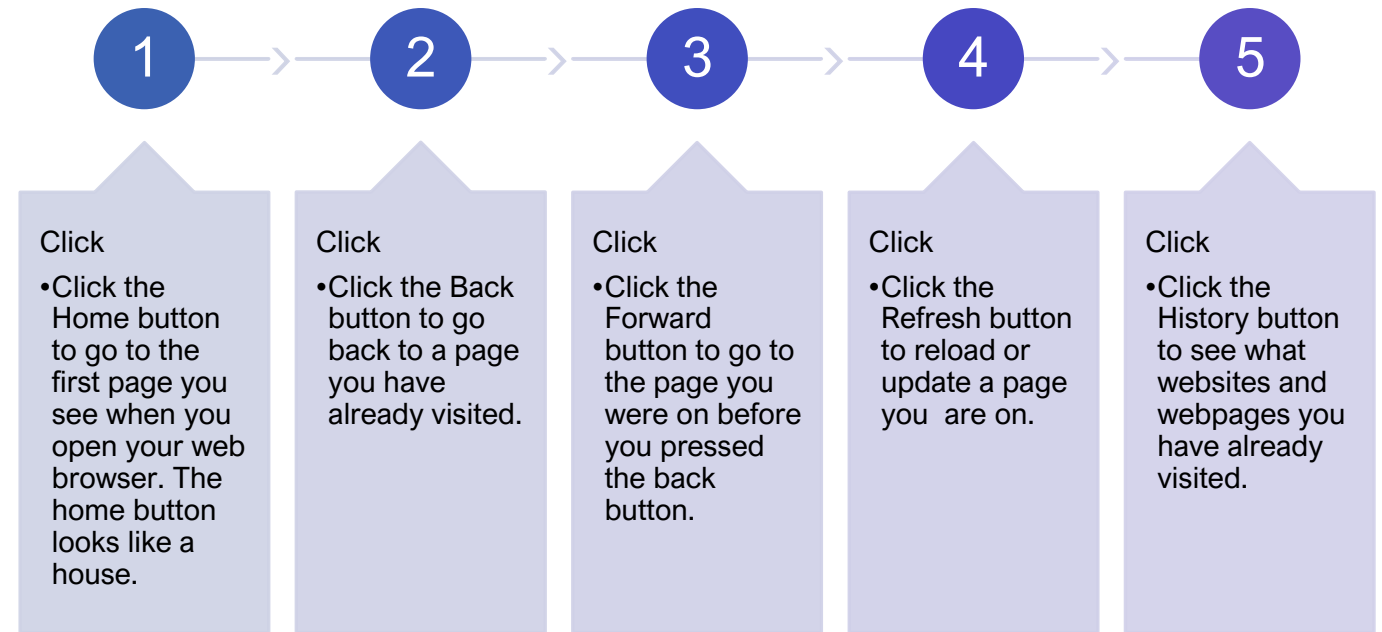 1
2
3
4
5
Click
•Click the
Home button
to go to the
first page you
see when you
open your web
browser. The
home button
looks like a
house.
Click
•Click the Back
button to go
back to a page
you have
already visited.
Click
•Click the
Forward
button to go to
the page you
were on before
you pressed
the back
button.
Click
•Click the
Refresh button
to reload or
update a page
you  are on.
Click
•Click the
History button
to see what
websites and
webpages you
have already
visited.